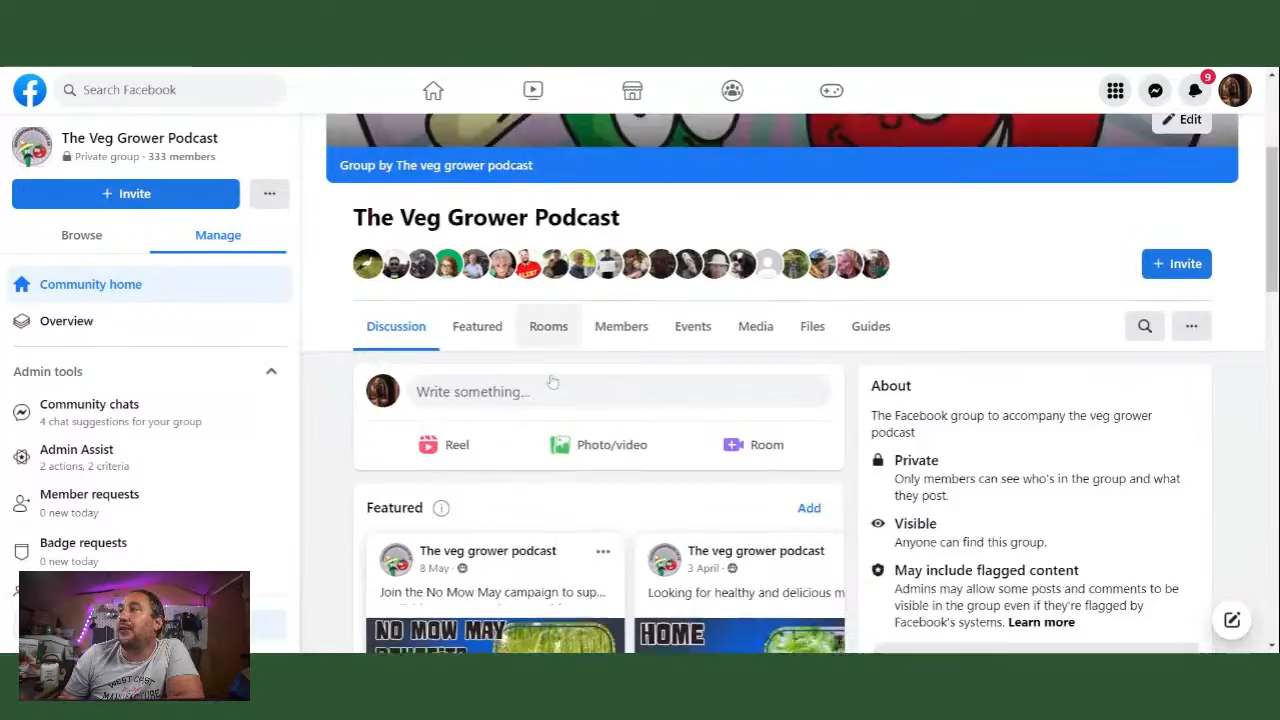 Search Facebook
9
The Veg Grower Podcast
Private group · 333 members
+ Invite
Browse
Manage
Community home
Overview
Admin tools
Community chats
4 chat suggestions for your group
Admin Assist
2 actions, 2 criteria
Member requests
0 new today
Badge requests
0 new today
Edit
Group by The veg grower podcast
The Veg Grower Podcast
+ Invite
Discussion
Featured
Rooms
Members
Events
Media
Files
Guides
Write something...
Reel
Photo/video
Room
Featured
Add
The veg grower podcast
8 May ·
Join the No Mow May campaign to sup...
NO MOW MAY
BENEFITS
The veg grower podcast
3 April ·
Looking for healthy and delicious m
HOME
About
The Facebook group to accompany the veg grower
podcast
Private
Only members can see who's in the group and what
they post.
Visible
Anyone can find this group.
May include flagged content
Admins may allow some posts and comments to be
visible in the group even if they're flagged by
Facebook's systems. Learn more
WEST COAST
MANUFACTURE